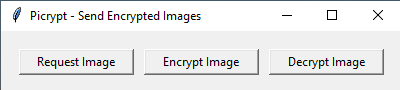 Picrypt - Send Encrypted Images
Request Image Encrypt Image Decrypt Image